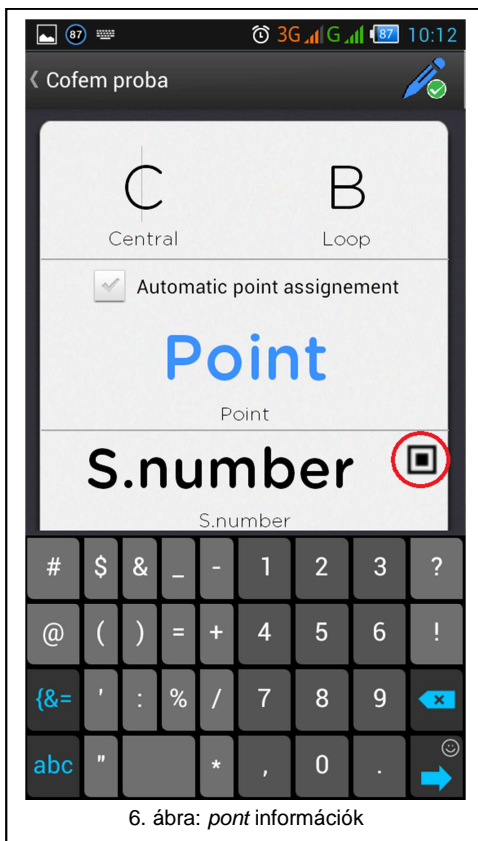 87 3G G 87 10:12
Cofem proba
C B
Central Loop
Automatic point assignement
Point
Point
S.number
S.number
# $ & _ - 1 2 3 ?
@ ( ) = + 4 5 6 !
{&= ' : % / 7 8 9
abc " * , 0 .
6. ábra: pont információk